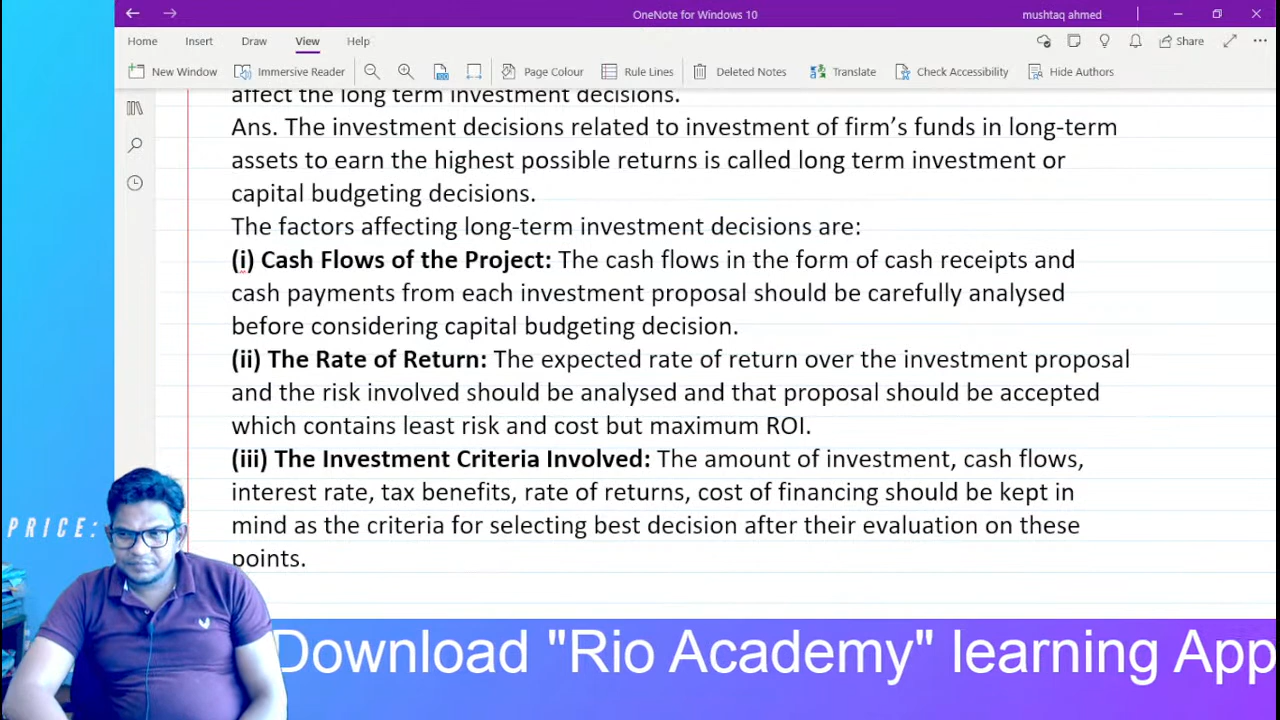 OneNote for Windows 10
mushtaq ahmed
Home Insert Draw View Help
Share
New Window Immersive Reader Page Colour Rule Lines Deleted Notes Translate Check Accessibility Hide Authors
affect the long term investment decisions.
Ans. The investment decisions related to investment of firm's funds in long-term
assets to earn the highest possible returns is called long term investment or
capital budgeting decisions.
The factors affecting long-term investment decisions are:
(i) Cash Flows of the Project: The cash flows in the form of cash receipts and
cash payments from each investment proposal should be carefully analysed
before considering capital budgeting decision.
(ii) The Rate of Return: The expected rate of return over the investment proposal
and the risk involved should be analysed and that proposal should be accepted
which contains least risk and cost but maximum ROI.
(iii) The Investment Criteria Involved: The amount of investment, cash flows,
interest rate, tax benefits, rate of returns, cost of financing should be kept in
mind as the criteria for selecting best decision after their evaluation on these
points.
PRICE:
Download "Rio Academy" learning App